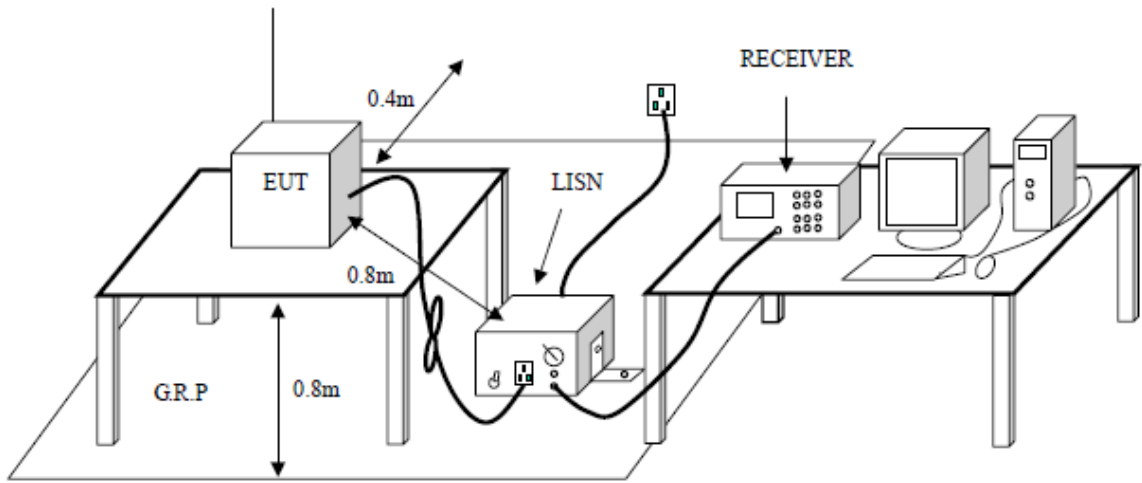 RECEIVER
0.4m
EUT
LISN
0.8m
G.R.P
0.8m